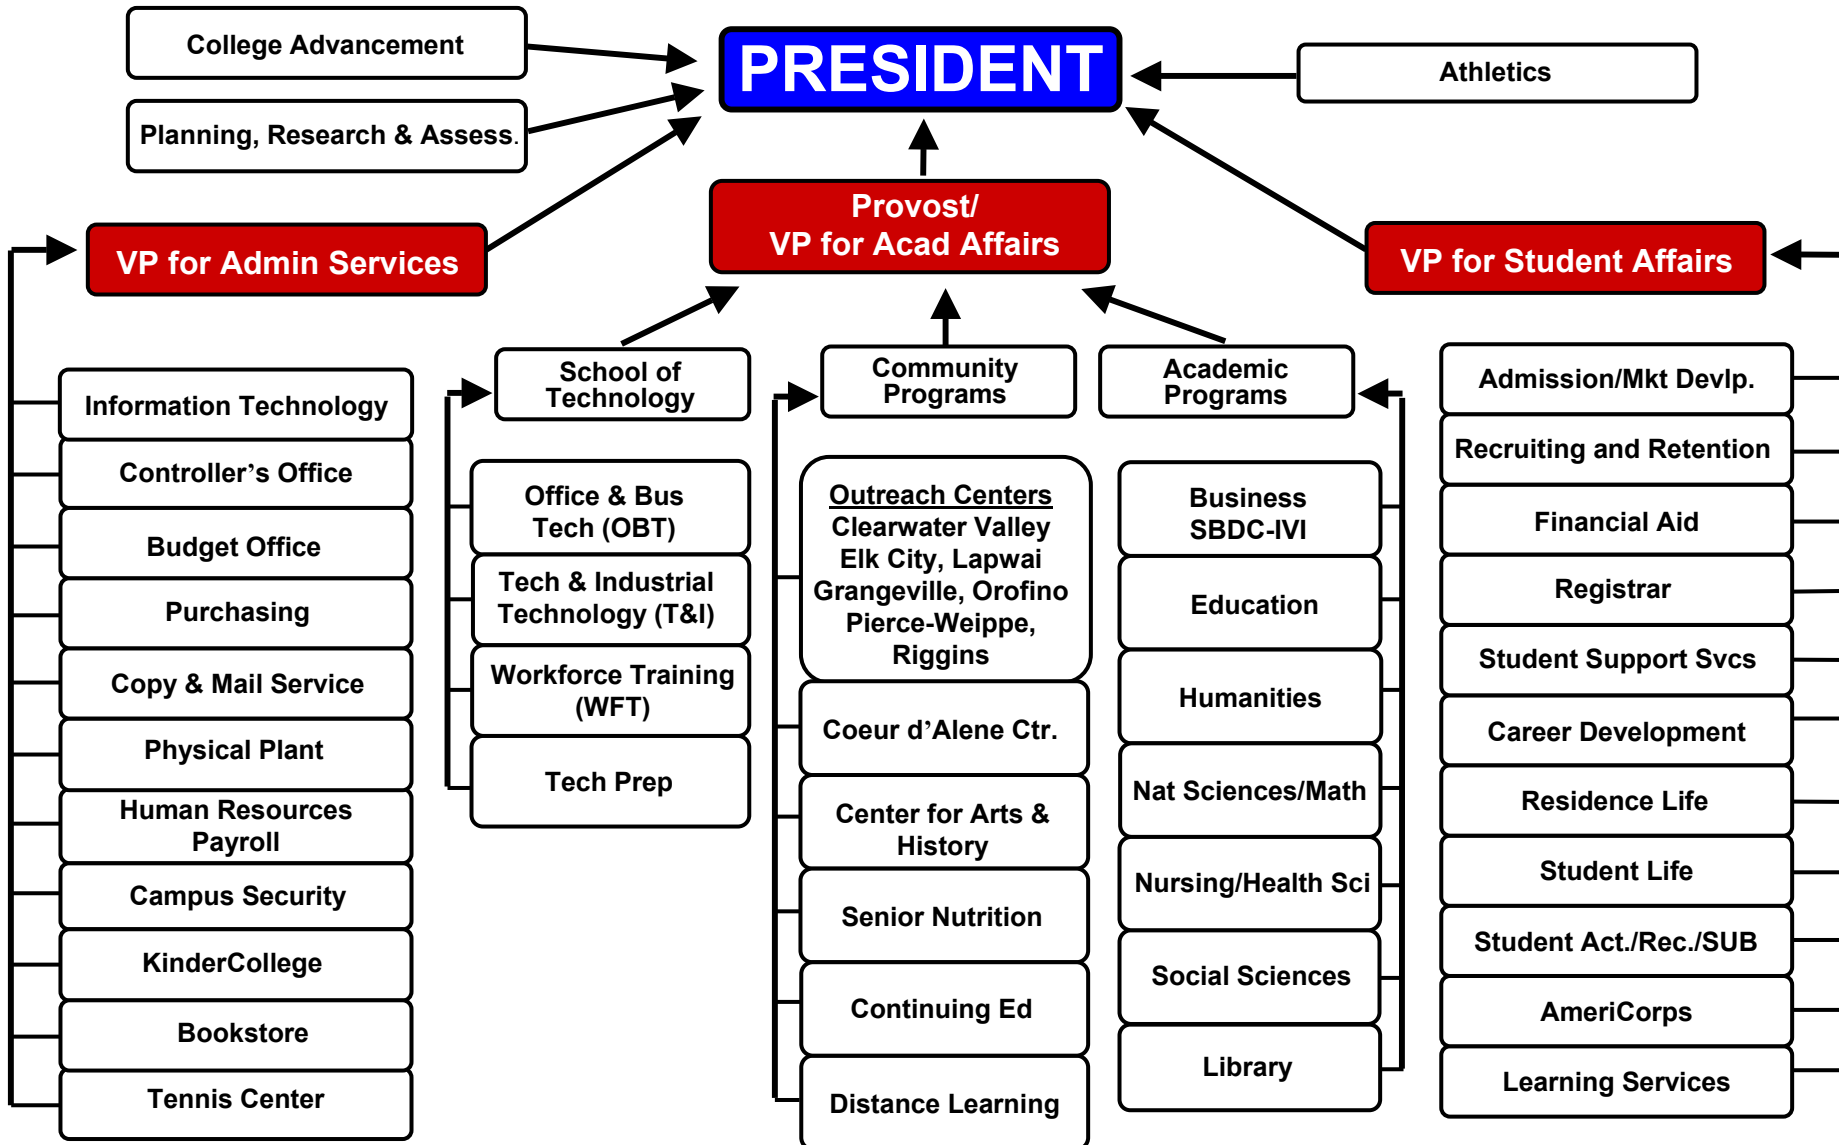 College Advancement
PRESIDENT
Athletics
Planning, Research & Assess.
Provost/
VP for Acad Affairs
VP for Admin Services
VP for Student Affairs
Information Technology
Controller’s Office
Budget Office
Purchasing
Copy & Mail Service
Physical Plant
Human Resources
Payroll
Campus Security
KinderCollege
Bookstore
Tennis Center
School of
Technology
Office & Bus
Tech (OBT)
Tech & Industrial
Technology (T&I)
Workforce Training
(WFT)
Tech Prep
Community
Programs
Outreach Centers
Clearwater Valley
Elk City, Lapwai
Grangeville, Orofino
Pierce-Weippe,
Riggins
Coeur d’Alene Ctr.
Center for Arts &
History
Senior Nutrition
Continuing Ed
Distance Learning
Academic
Programs
Business
SBDC-IVI
Education
Humanities
Nat Sciences/Math
Nursing/Health Sci
Social Sciences
Library
Admission/Mkt Devlp.
Recruiting and Retention
Financial Aid
Registrar
Student Support Svcs
Career Development
Residence Life
Student Life
Student Act./Rec./SUB
AmeriCorps
Learning Services